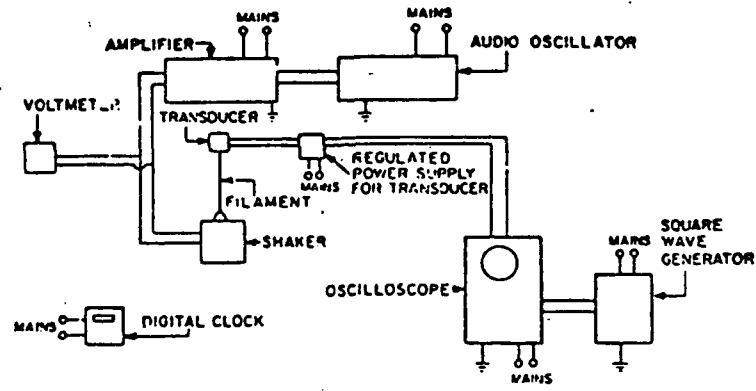 MAINS
MAINS
AMPLIFIER
AUDIO OSCILLATOR
VOLTMETER
TRANSDUCER
REGULATED
POWER SUPPLY
FOR TRANSDUCER
MAINS
FILAMENT
SHAKER
SQUARE
WAVE
GENERATOR
MAINS
OSCILLOSCOPE
DIGITAL CLOCK
MAINS
MAINS